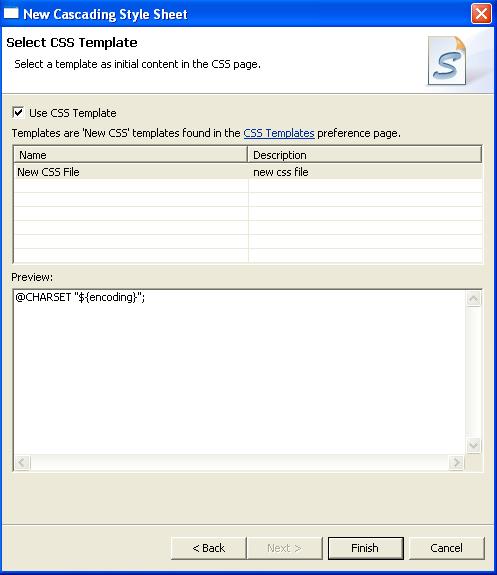 New Cascading Style Sheet
Select CSS Template
Select a template as initial content in the CSS page.
S
Use CSS Template
Templates are 'New CSS' templates found in the CSS Templates preference page.
Name Description
New CSS File new css file
Preview:
@CHARSET "${encoding}";
< Back Next > Finish Cancel